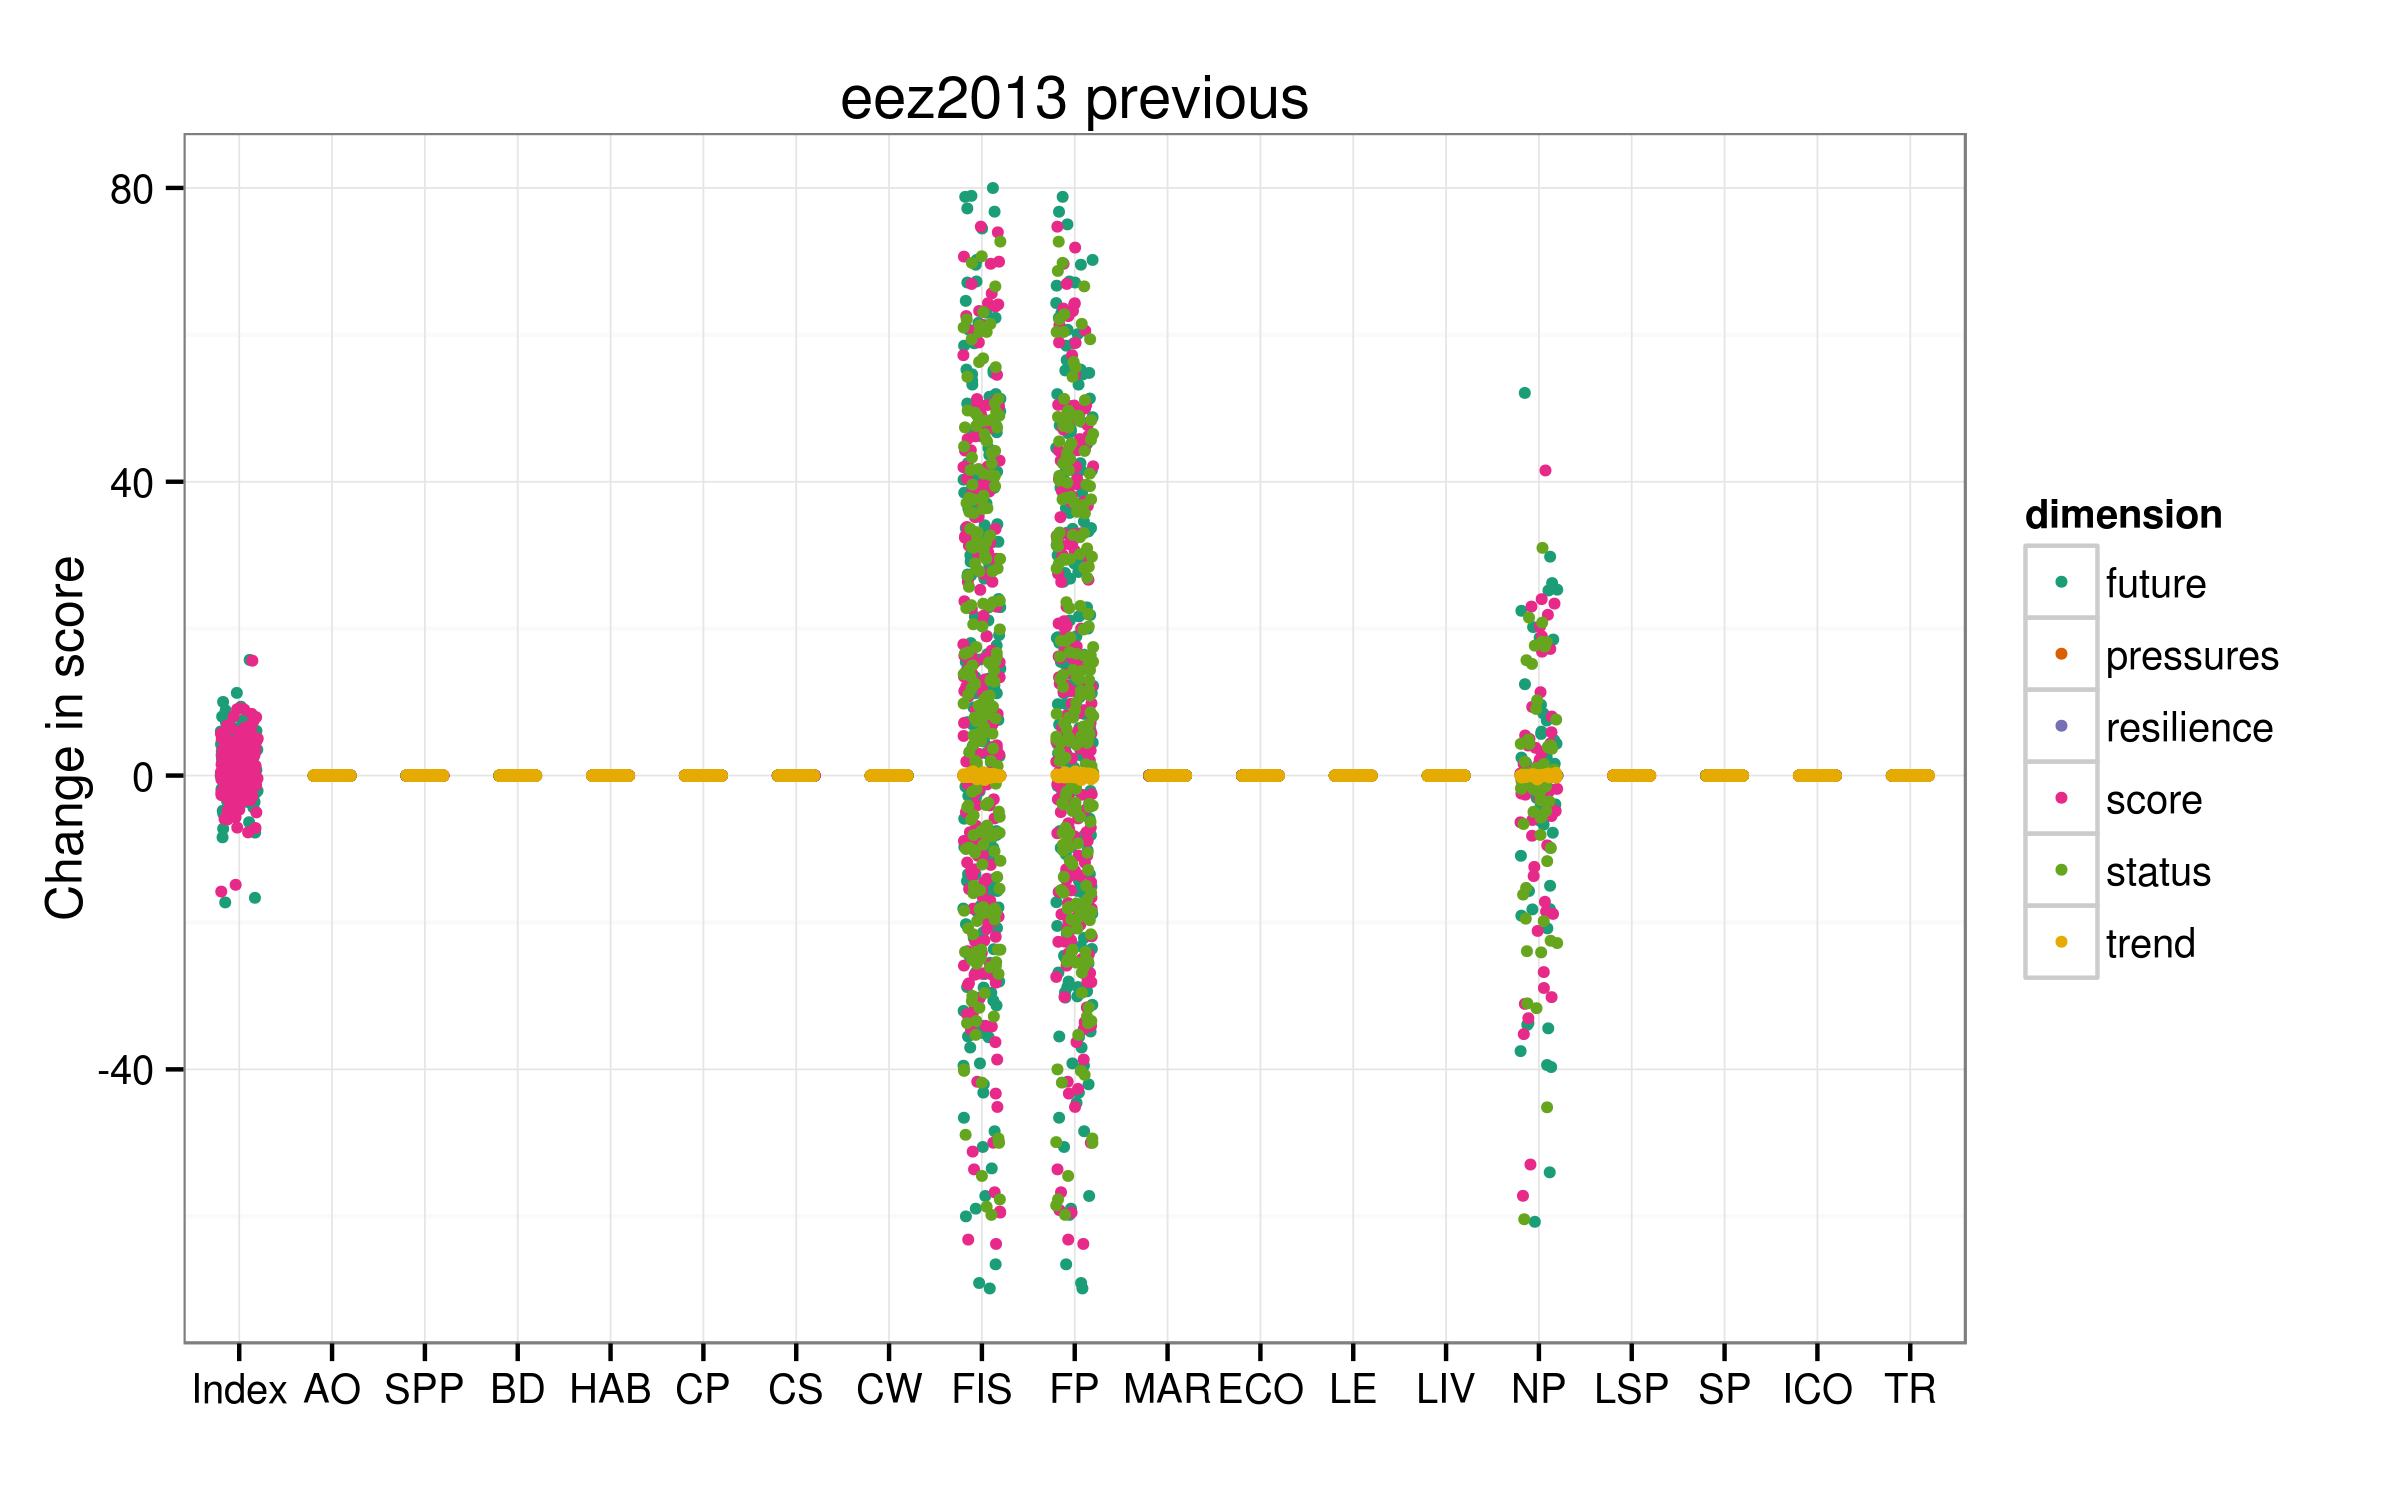 eez2013 previous
Change in score
80
40
0
-40
Index AO SPP BD HAB CP CS CW FIS FP MAR ECO LE LIV NP LSP SP ICO TR
dimension
future
pressures
resilience
score
status
trend